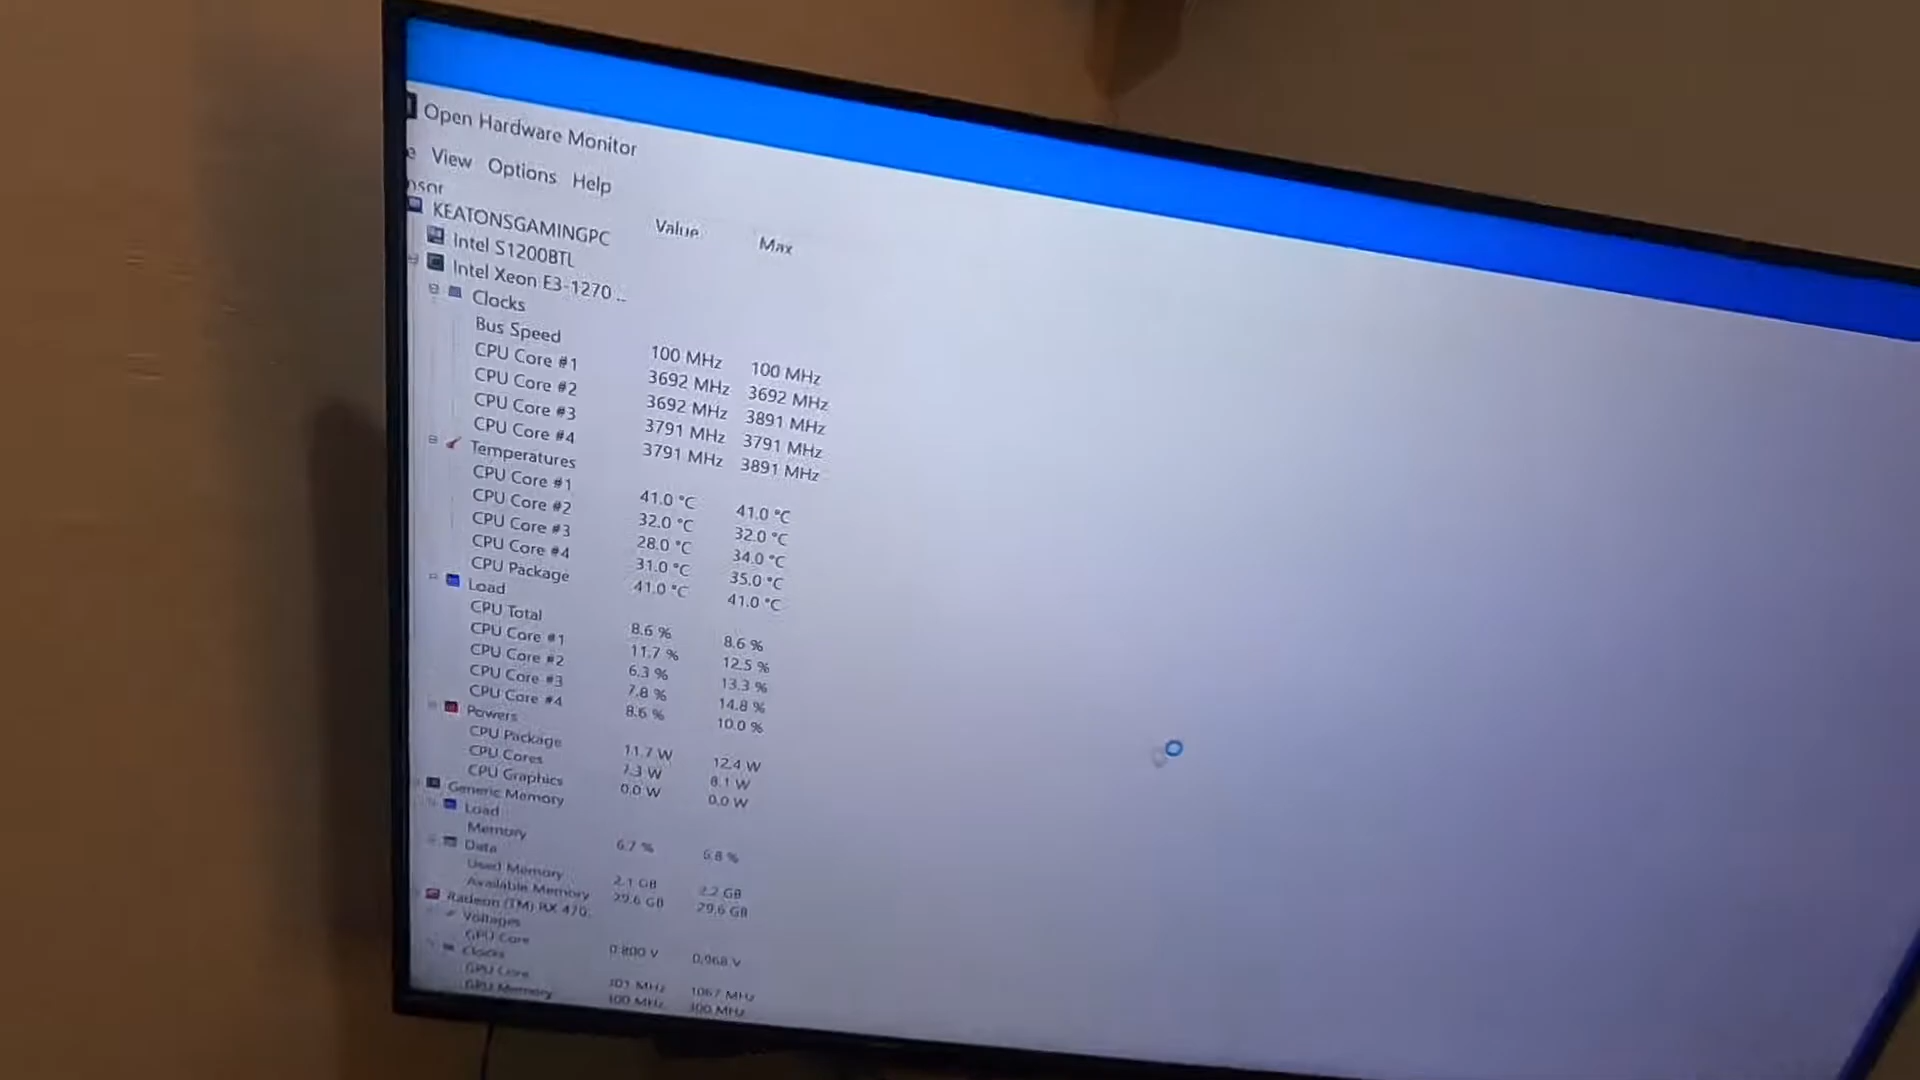 Open Hardware Monitor
e View Options Help
nsor Value Max
KEATONSGAMINGPC
Intel S1200BTL
Intel Xeon E3-1270 ...
Clocks
Bus Speed 100 MHz 100 MHz
CPU Core #1 3692 MHz 3692 MHz
CPU Core #2 3692 MHz 3891 MHz
CPU Core #3 3791 MHz 3791 MHz
CPU Core #4 3791 MHz 3891 MHz
Temperatures
CPU Core #1 41.0 °C 41.0 °C
CPU Core #2 32.0 °C 32.0 °C
CPU Core #3 28.0 °C 34.0 °C
CPU Core #4 31.0 °C 35.0 °C
CPU Package 41.0 °C 41.0 °C
Load
CPU Total 8.6 % 8.6 %
CPU Core #1 11.7 % 12.5 %
CPU Core #2 6.3 % 13.3 %
CPU Core #3 7.8 % 14.8 %
CPU Core #4 8.6 % 10.0 %
Powers
CPU Package 11.7 W 12.4 W
CPU Cores 7.3 W 8.1 W
CPU Graphics 0.0 W 0.0 W
Generic Memory
Load
Memory 6.7 % 6.8 %
Data
Used Memory 2.1 GB 2.2 GB
Available Memory 29.6 GB 29.6 GB
Radeon (TM) RX 470
Voltages
GPU Core 0.800 V 0.968 V
Clocks
GPU Core 1067 MHz
GPU Memory 300 MHz